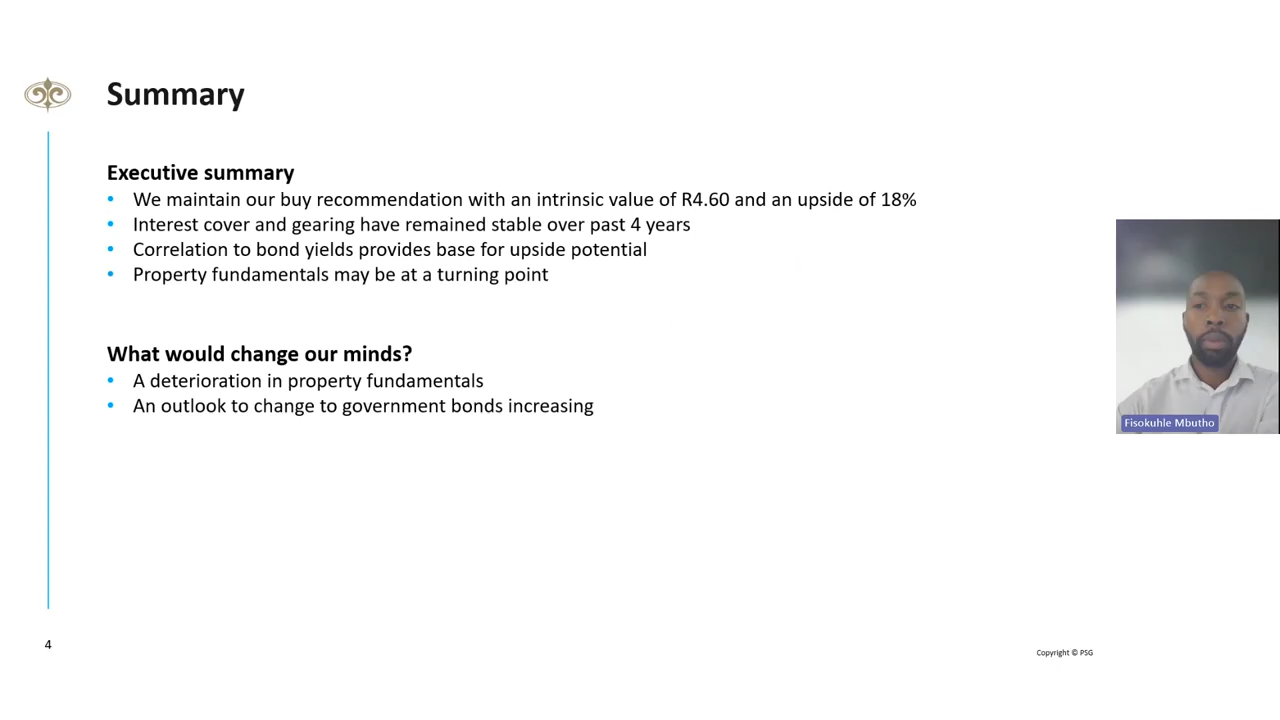 Summary
Executive summary
• We maintain our buy recommendation with an intrinsic value of R4.60 and an upside of 18%
• Interest cover and gearing have remained stable over past 4 years
• Correlation to bond yields provides base for upside potential
• Property fundamentals may be at a turning point
What would change our minds?
• A deterioration in property fundamentals
• An outlook to change to government bonds increasing
Fisokuhle Mbutho
4
Copyright © PSG